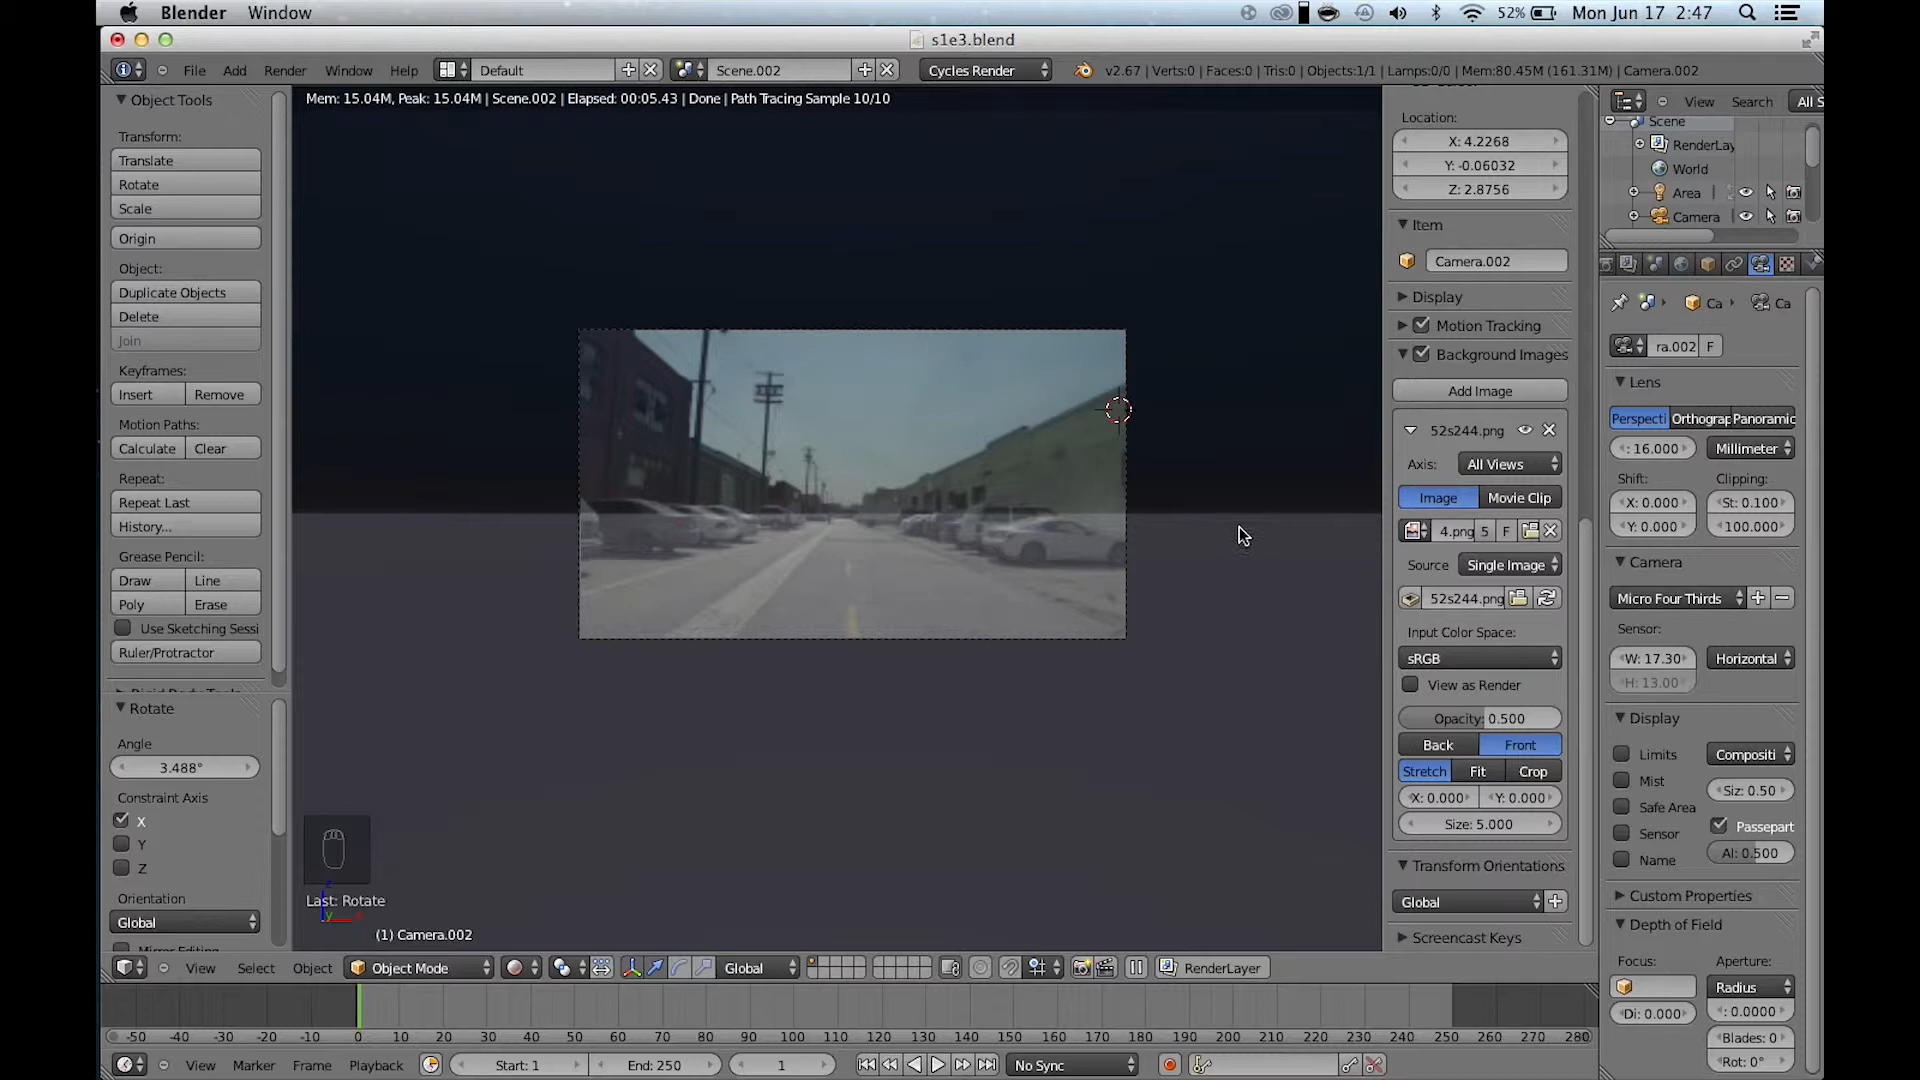 Blender Window 52% Mon Jun 17 2:47
s1e3.blend
File Add Render Window Help Default Scene.002 Cycles Render v2.67 | Verts:0 | Faces:0 | Tris:0 | Objects:1/1 | Lamps:0/0 | Mem:80.45M (161.31M) | Camera.002
Object Tools
Transform:
Translate
Rotate
Scale
Origin
Object:
Duplicate Objects
Delete
Join
Keyframes:
Insert Remove
Motion Paths:
Calculate Clear
Repeat:
Repeat Last
History...
Grease Pencil:
Draw Line
Poly Erase
Use Sketching Sessi
Ruler/Protractor
Rotate
Angle
3.488°
Constraint Axis
X
Y
Z
Orientation
Global
Mem: 15.04M, Peak: 15.04M | Scene.002 | Elapsed: 00:05.43 | Done | Path Tracing Sample 10/10
Last: Rotate
(1) Camera.002
Location:
X: 4.2268
Y: -0.06032
Z: 2.8756
Item
Camera.002
Display
Motion Tracking
Background Images
Add Image
52s244.png
Axis: All Views
Image Movie Clip
4.png 5 F
Source Single Image
52s244.png
Input Color Space:
sRGB
View as Render
Opacity: 0.500
Back Front
Stretch Fit Crop
X: 0.000 Y: 0.000
Size: 5.000
Transform Orientations
Global
Screencast Keys
View Search All S
Scene
RenderLay
World
Area
Camera
Ca Ca
ra.002 F
Lens
Perspecti Orthograp Panoramic
: 16.000 Millimeter
Shift: Clipping:
X: 0.000 St: 0.100
Y: 0.000 100.000
Camera
Micro Four Thirds
Sensor:
W: 17.30 Horizontal
H: 13.00
Display
Limits Compositi
Mist Siz: 0.50
Safe Area
Sensor Passepart
Name Al: 0.500
Custom Properties
Depth of Field
Focus: Aperture:
Radius
Di: 0.000 : 0.0000
Blades: 0
Rot: 0°
View Select Object Object Mode Global RenderLayer
-50 -40 -30 -20 -10 0 10 20 30 40 50 60 70 80 90 100 110 120 130 140 150 160 170 180 190 200 210 220 230 240 250 260 270 280
View Marker Frame Playback Start: 1 End: 250 1 No Sync